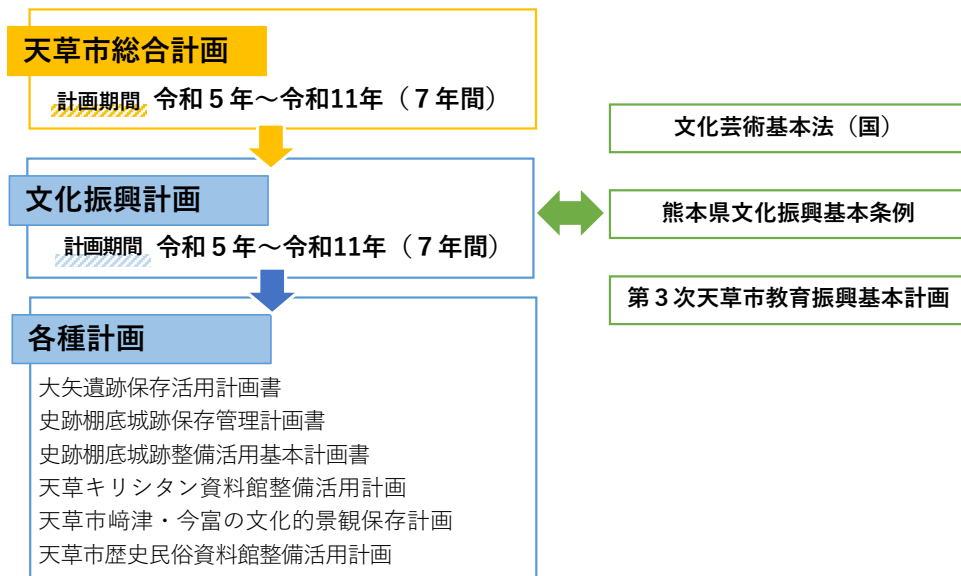 天草市総合計画
計画期間 令和５年～令和11年（７年間）
文化振興計画
計画期間 令和５年～令和11年（７年間）
各種計画
大矢遺跡保存活用計画書
史跡棚底城跡保存管理計画書
史跡棚底城跡整備活用基本計画書
天草キリシタン資料館整備活用計画
天草市﨑津・今富の文化的景観保存計画
天草市歴史民俗資料館整備活用計画
文化芸術基本法（国）
熊本県文化振興基本条例
第３次天草市教育振興基本計画